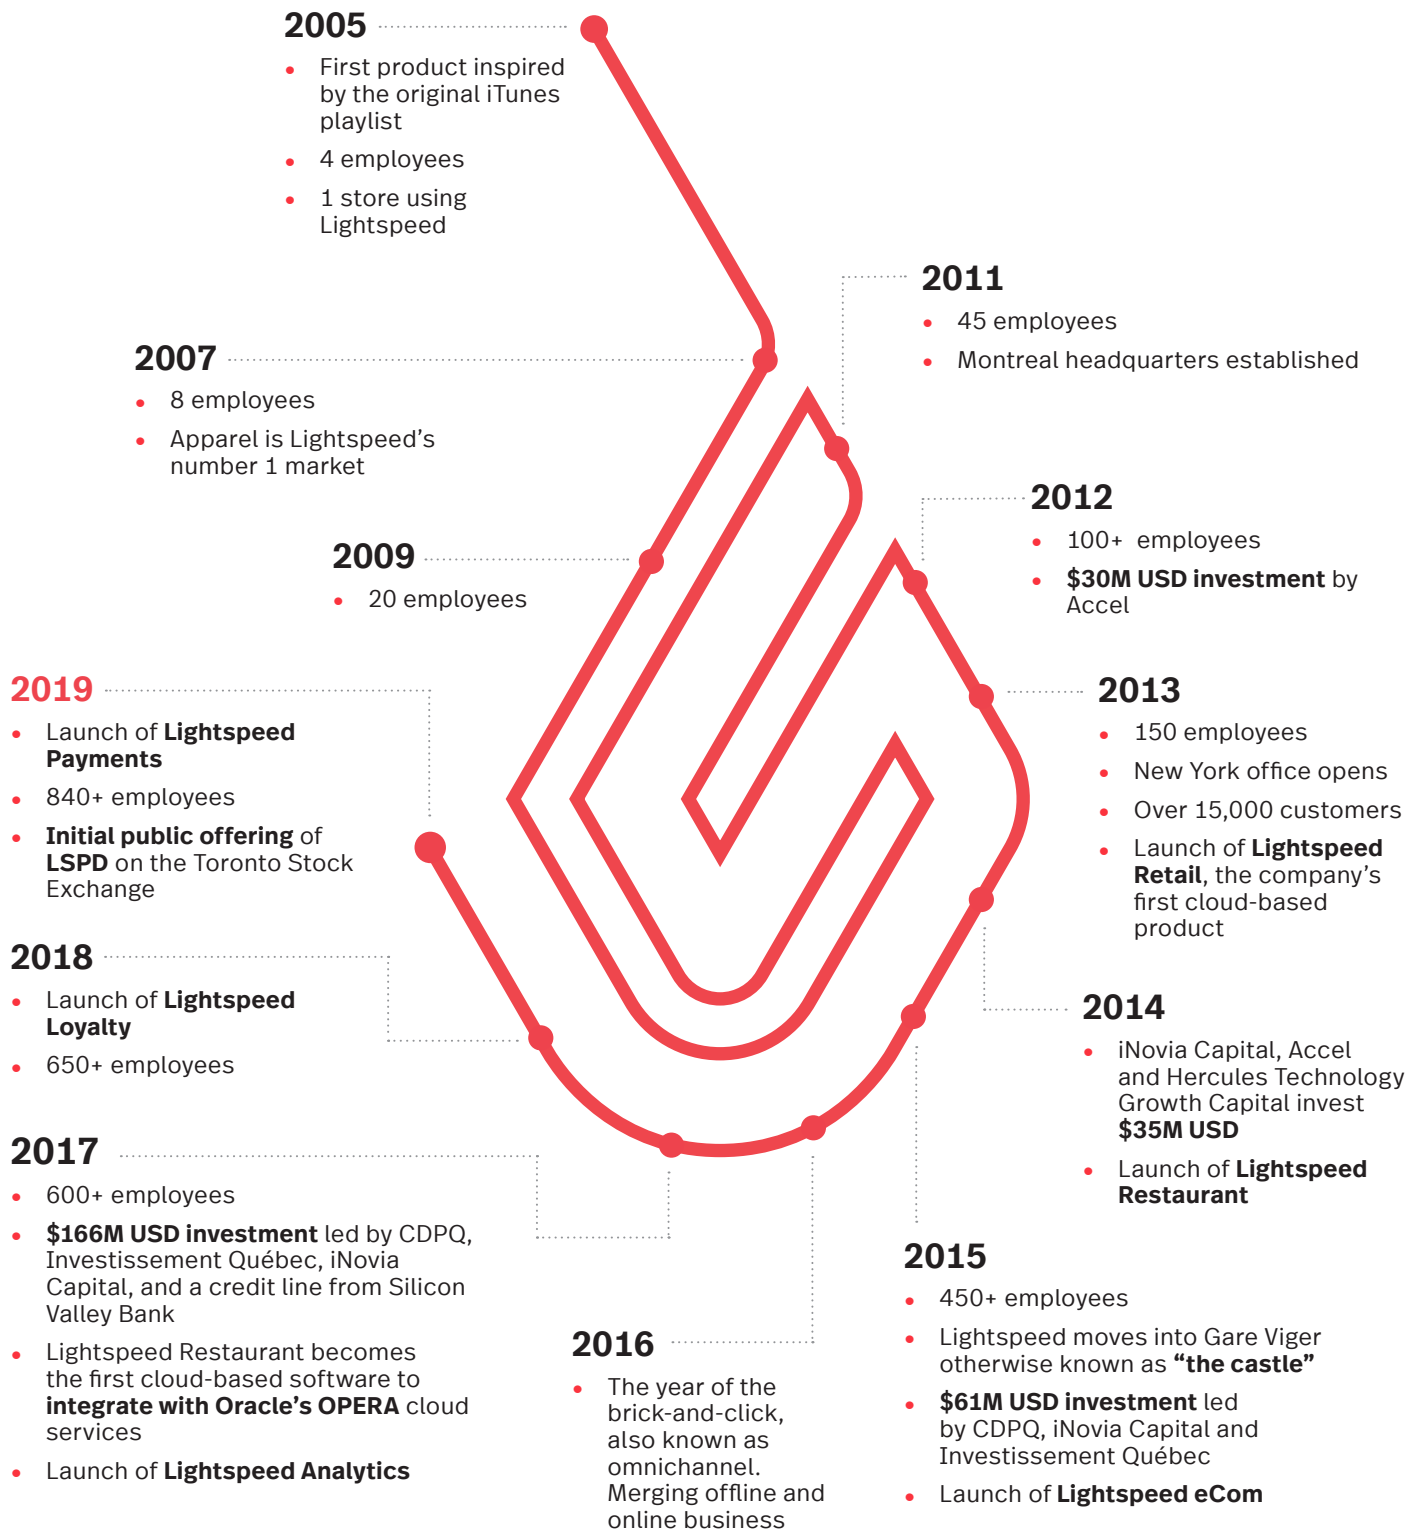 2005
First product inspired
by the original iTunes
playlist
4 employees
1 store using
Lightspeed
2007
8 employees
Apparel is Lightspeed’s
number 1 market
2009
20 employees
2011
45 employees
Montreal headquarters established
2012
100+ employees
$30M USD investment by
Accel
2013
150 employees
New York office opens
Over 15,000 customers
Launch of Lightspeed
Retail, the company’s
first cloud-based
product
2014
iNovia Capital, Accel
and Hercules Technology
Growth Capital invest
$35M USD
Launch of Lightspeed
Restaurant
2015
450+ employees
Lightspeed moves into Gare Viger
otherwise known as “the castle”
$61M USD investment led
by CDPQ, iNovia Capital and
Investissement Québec
Launch of Lightspeed eCom
2016
The year of the
brick-and-click,
also known as
omnichannel.
Merging offline and
online business
2017
600+ employees
$166M USD investment led by CDPQ,
Investissement Québec, iNovia
Capital, and a credit line from Silicon
Valley Bank
Lightspeed Restaurant becomes
the first cloud-based software to
integrate with Oracle’s OPERA cloud
services
Launch of Lightspeed Analytics
2018
Launch of Lightspeed
Loyalty
650+ employees
2019
Launch of Lightspeed
Payments
840+ employees
Initial public offering of
LSPD on the Toronto Stock
Exchange